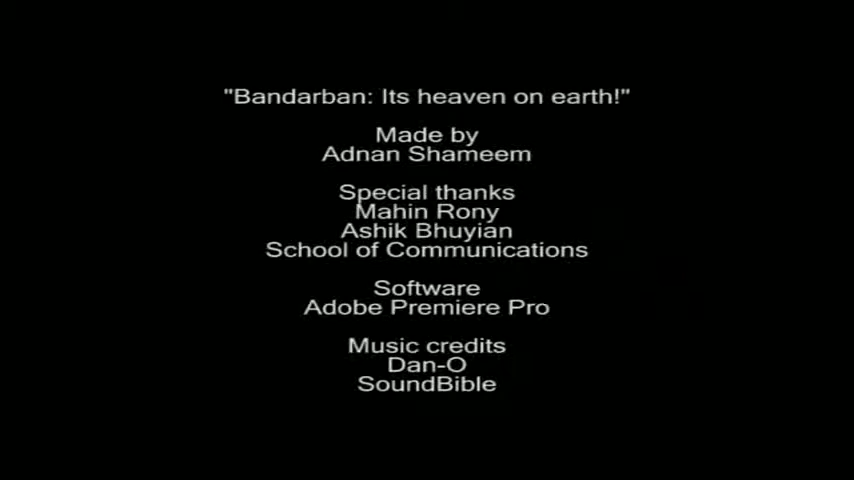 "Bandarban: Its heaven on earth!"
Made by
Adnan Shameem
Special thanks
Mahin Rony
Ashik Bhuyian
School of Communications
Software
Adobe Premiere Pro
Music credits
Dan-O
SoundBible